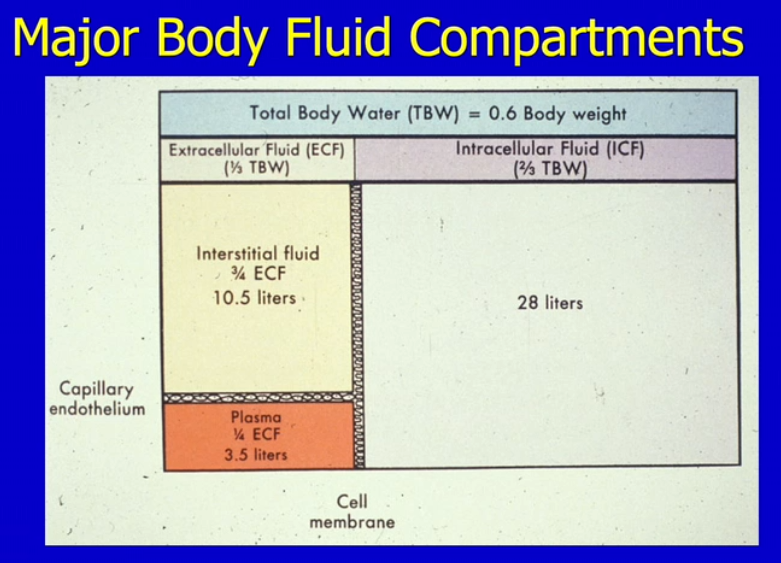 Major Body Fluid Compartments
Total Body Water (TBW) = 0.6 Body weight
Extracellular Fluid (ECF)
(⅓ TBW)
Intracellular Fluid (ICF)
(⅔ TBW)
Interstitial fluid
¾ ECF
10.5 liters
28 liters
Capillary
endothelium
Plasma
¼ ECF
3.5 liters
Cell
membrane